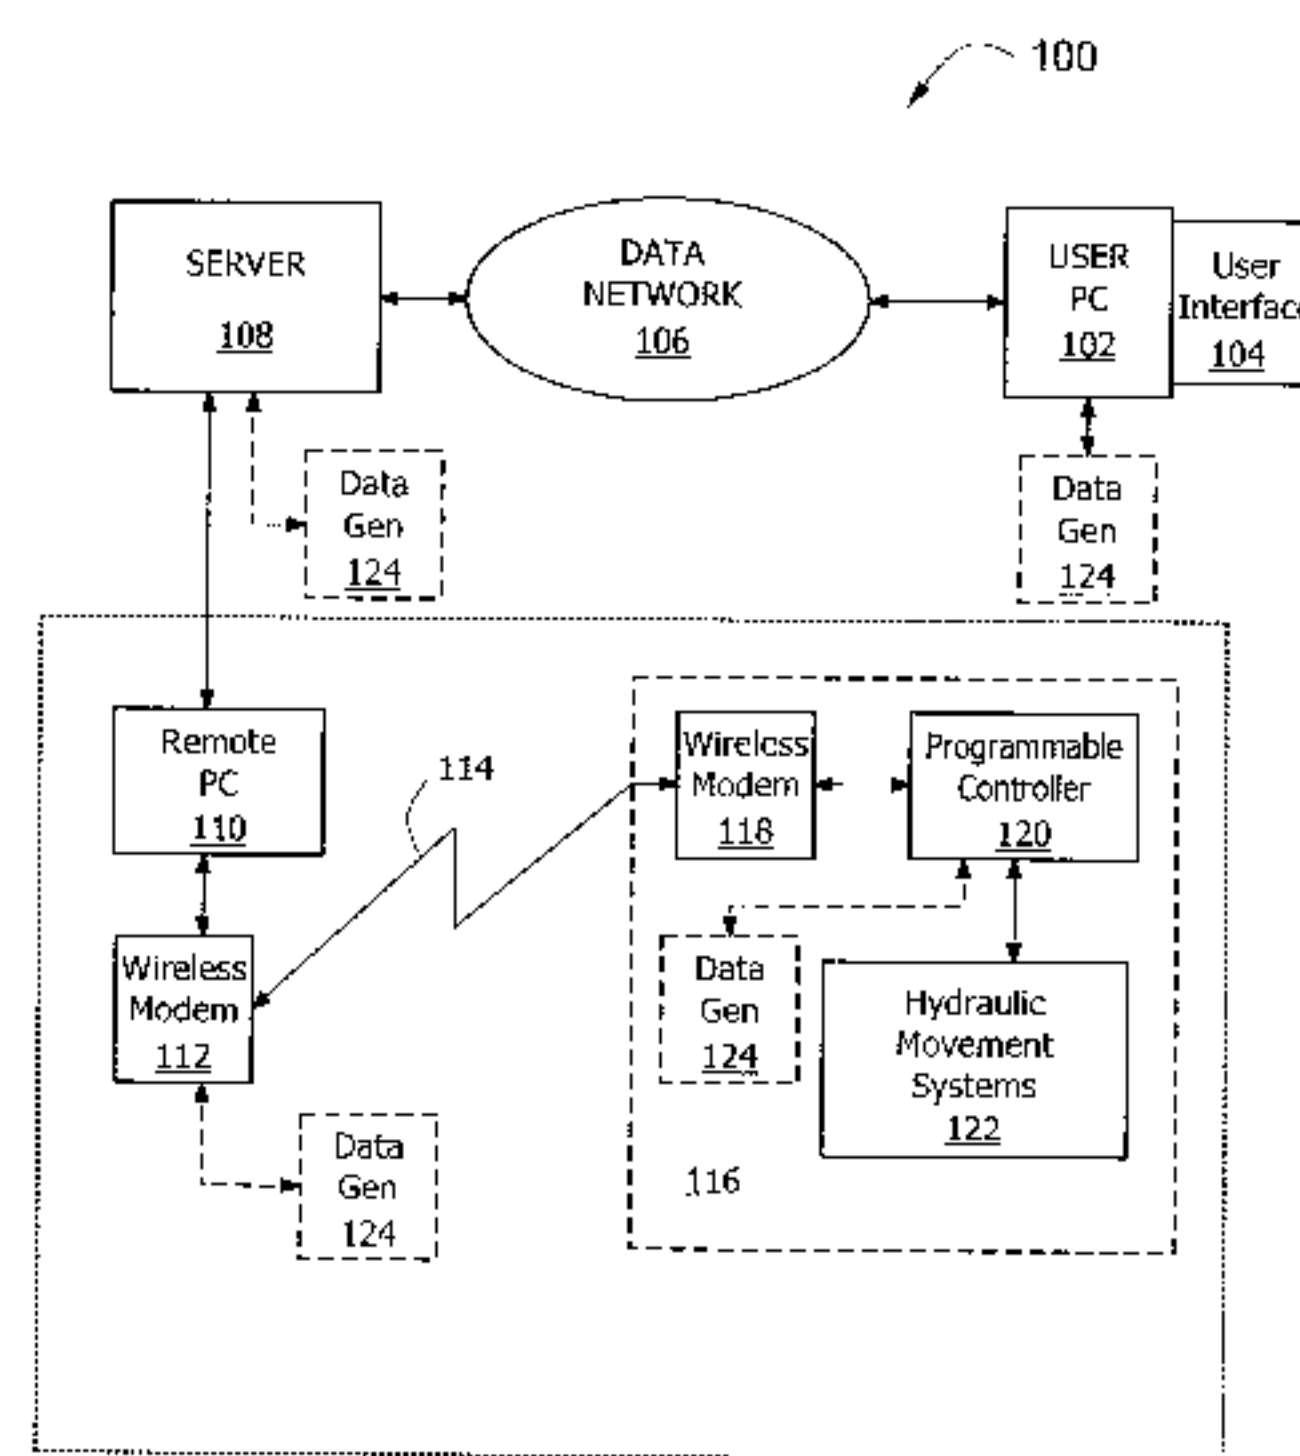 100
SERVER
108
DATA
NETWORK
106
USER
PC
102
User
Interface
104
Data
Gen
124
Data
Gen
124
Remote
PC
110
114
Wireless
Modem
118
Programmable
Controller
120
Wireless
Modem
112
Data
Gen
124
Hydraulic
Movement
Systems
122
Data
Gen
124
116